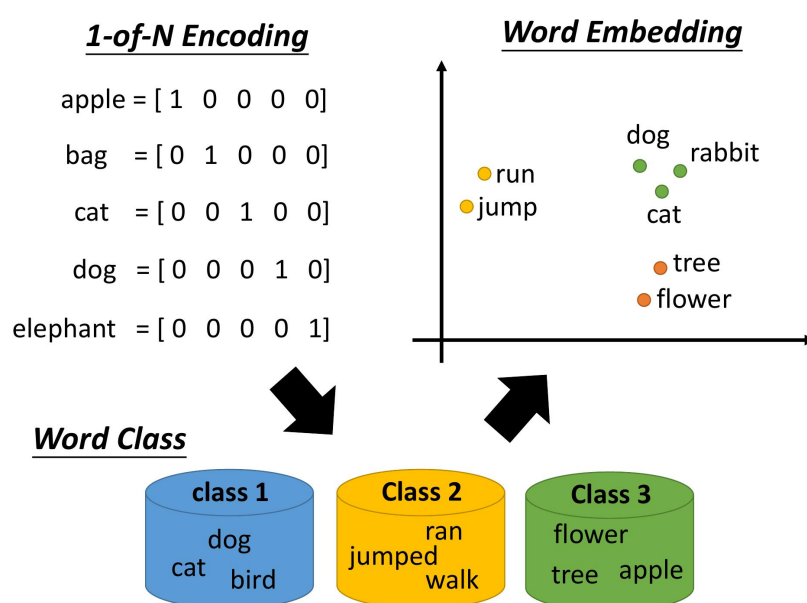 1-of-N Encoding
apple = [ 1 0 0 0 0]
bag = [0 1 0 0 0]
cat = [ 0 0 1 0 0]
dog = [ 0 0 0 1 0]
elephant = [ 0 0 0 0 1]
Word Embedding
dog
rabbit
run
jump
cat
tree
flower
Word Class
class 1
dog
cat
bird
Class 2
ran
jumped
walk
Class 3
flower
tree
apple